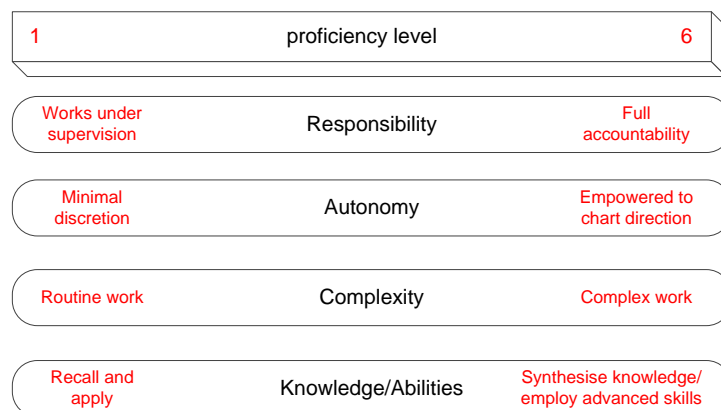 1 proficiency level 6
Works under
supervision
Responsibility
Full
accountability
Minimal
discretion
Autonomy
Empowered to
chart direction
Routine work Complexity Complex work
Recall and
apply
Knowledge/Abilities
Synthesise knowledge/
employ advanced skills